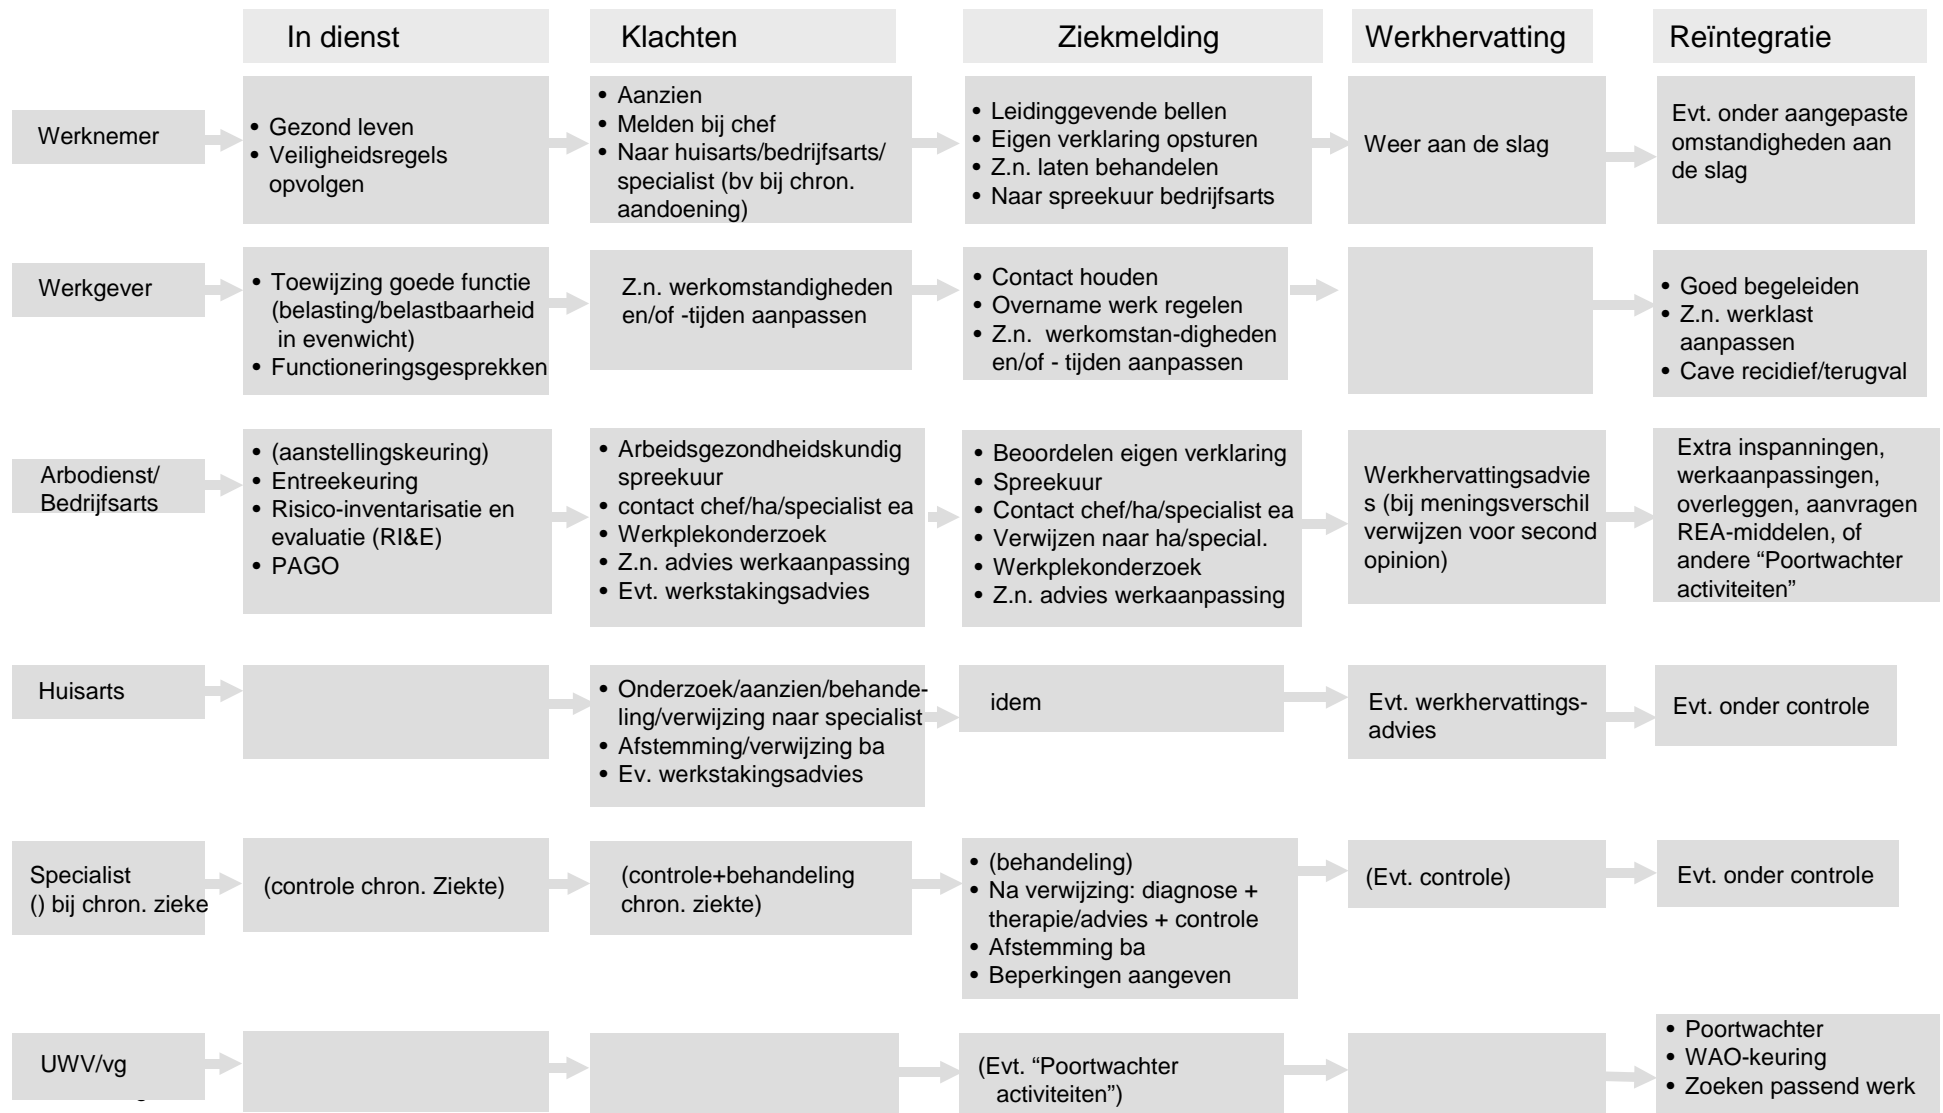 In dienst
Klachten
Ziekmelding
Werkhervatting
Reïntegratie
Werknemer
• Gezond leven
• Veiligheidsregels
opvolgen
• Aanzien
• Melden bij chef
• Naar huisarts/bedrijfsarts/
specialist (bv bij chron.
aandoening)
• Leidinggevende bellen
• Eigen verklaring opsturen
• Z.n. laten behandelen
• Naar spreekuur bedrijfsarts
Weer aan de slag
Evt. onder aangepaste
omstandigheden aan
de slag
Werkgever
• Toewijzing goede functie
(belasting/belastbaarheid
in evenwicht)
• Functioneringsgesprekken
Z.n. werkomstandigheden
en/of -tijden aanpassen
• Contact houden
• Overname werk regelen
• Z.n. werkomstan-digheden
en/of - tijden aanpassen
• Goed begeleiden
• Z.n. werklast
aanpassen
• Cave recidief/terugval
Arbodienst/
Bedrijfsarts
• (aanstellingskeuring)
• Entreekeuring
• Risico-inventarisatie en
evaluatie (RI&E)
• PAGO
• Arbeidsgezondheidskundig
spreekuur
• contact chef/ha/specialist ea
• Werkplekonderzoek
• Z.n. advies werkaanpassing
• Evt. werkstakingsadvies
• Beoordelen eigen verklaring
• Spreekuur
• Contact chef/ha/specialist ea
• Verwijzen naar ha/special.
• Werkplekonderzoek
• Z.n. advies werkaanpassing
Werkhervattingsadvie
s (bij meningsverschil
verwijzen voor second
opinion)
Extra inspanningen,
werkaanpassingen,
overleggen, aanvragen
REA-middelen, of
andere “Poortwachter
activiteiten”
Huisarts
• Onderzoek/aanzien/behande-
ling/verwijzing naar specialist
• Afstemming/verwijzing ba
• Ev. werkstakingsadvies
idem
Evt. werkhervattings-
advies
Evt. onder controle
Specialist
() bij chron. zieke
(controle chron. Ziekte)
(controle+behandeling
chron. ziekte)
• (behandeling)
• Na verwijzing: diagnose +
therapie/advies + controle
• Afstemming ba
• Beperkingen aangeven
(Evt. controle)
Evt. onder controle
UWV/vg
(Evt. “Poortwachter
activiteiten”)
• Poortwachter
• WAO-keuring
• Zoeken passend werk